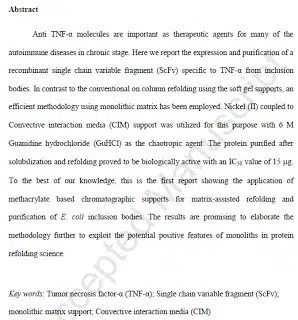 Abstract
Anti TNF-α molecules are important as therapeutic agents for many of the
autoimmune diseases in chronic stage. Here we report the expression and purification of a
recombinant single chain variable fragment (ScFv) specific to TNF-α from inclusion
bodies. In contrast to the conventional on column refolding using the soft gel supports, an
efficient methodology using monolithic matrix has been employed. Nickel (II) coupled to
Convective interaction media (CIM) support was utilized for this purpose with 6 M
Guanidine hydrochloride (GuHCl) as the chaotropic agent. The protein purified after
solubilization and refolding proved to be biologically active with an IC50 value of 15 µg.
To the best of our knowledge, this is the first report showing the application of
methacrylate based chromatographic supports for matrix-assisted refolding and
purification of E. coli inclusion bodies. The results are promising to elaborate the
methodology further to exploit the potential positive features of monoliths in protein
refolding science.
Key words: Tumor necrosis factor-α (TNF-α); Single chain variable fragment (ScFv);
monolithic matrix support; Convective interaction media (CIM)
Accepted Manuscript